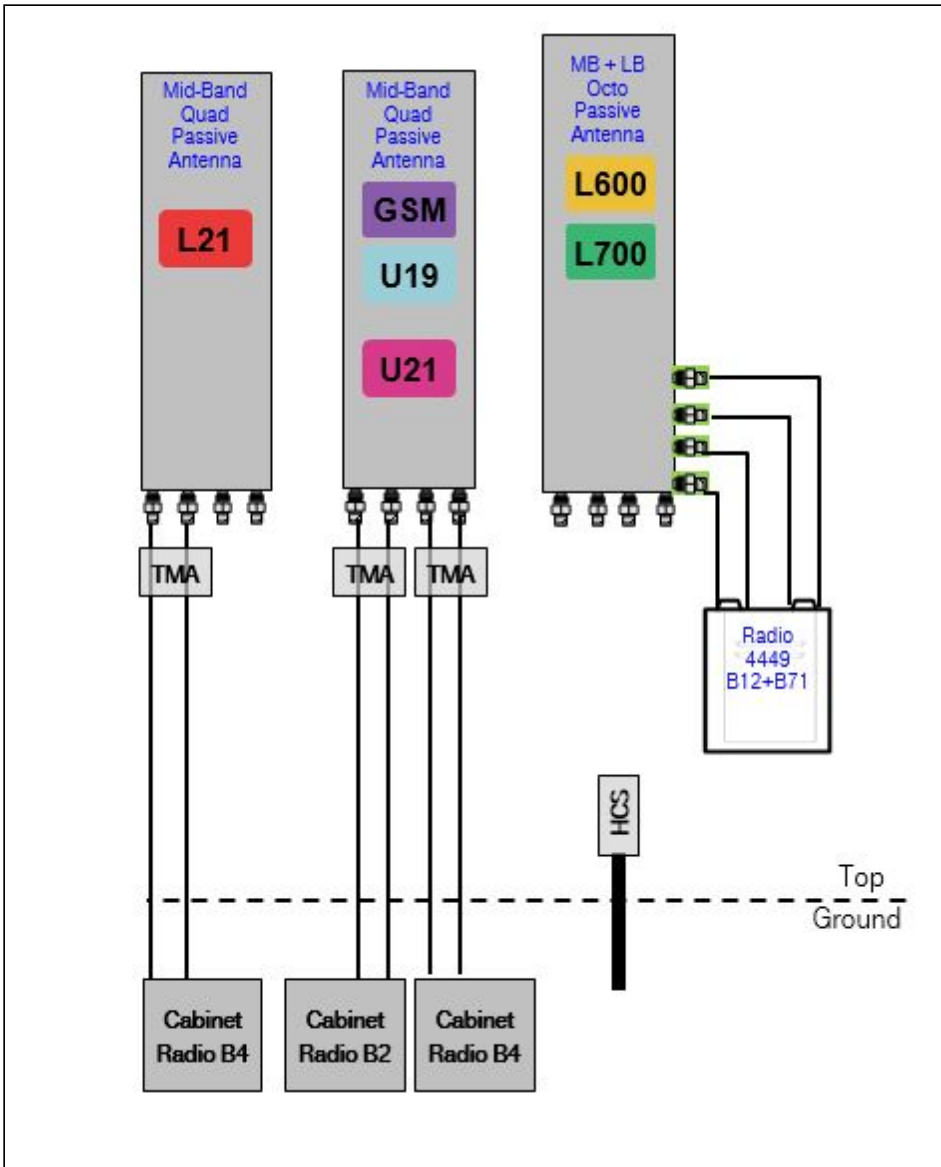 Mid-Band
Quad
Passive
Antenna
L21
Mid-Band
Quad
Passive
Antenna
GSM
U19
U21
MB + LB
Octo
Passive
Antenna
L600
L700
TMA
TMA
TMA
Radio
4449
B12+B71
HCS
Top
Ground
Cabinet
Radio B4
Cabinet
Radio B2
Cabinet
Radio B4